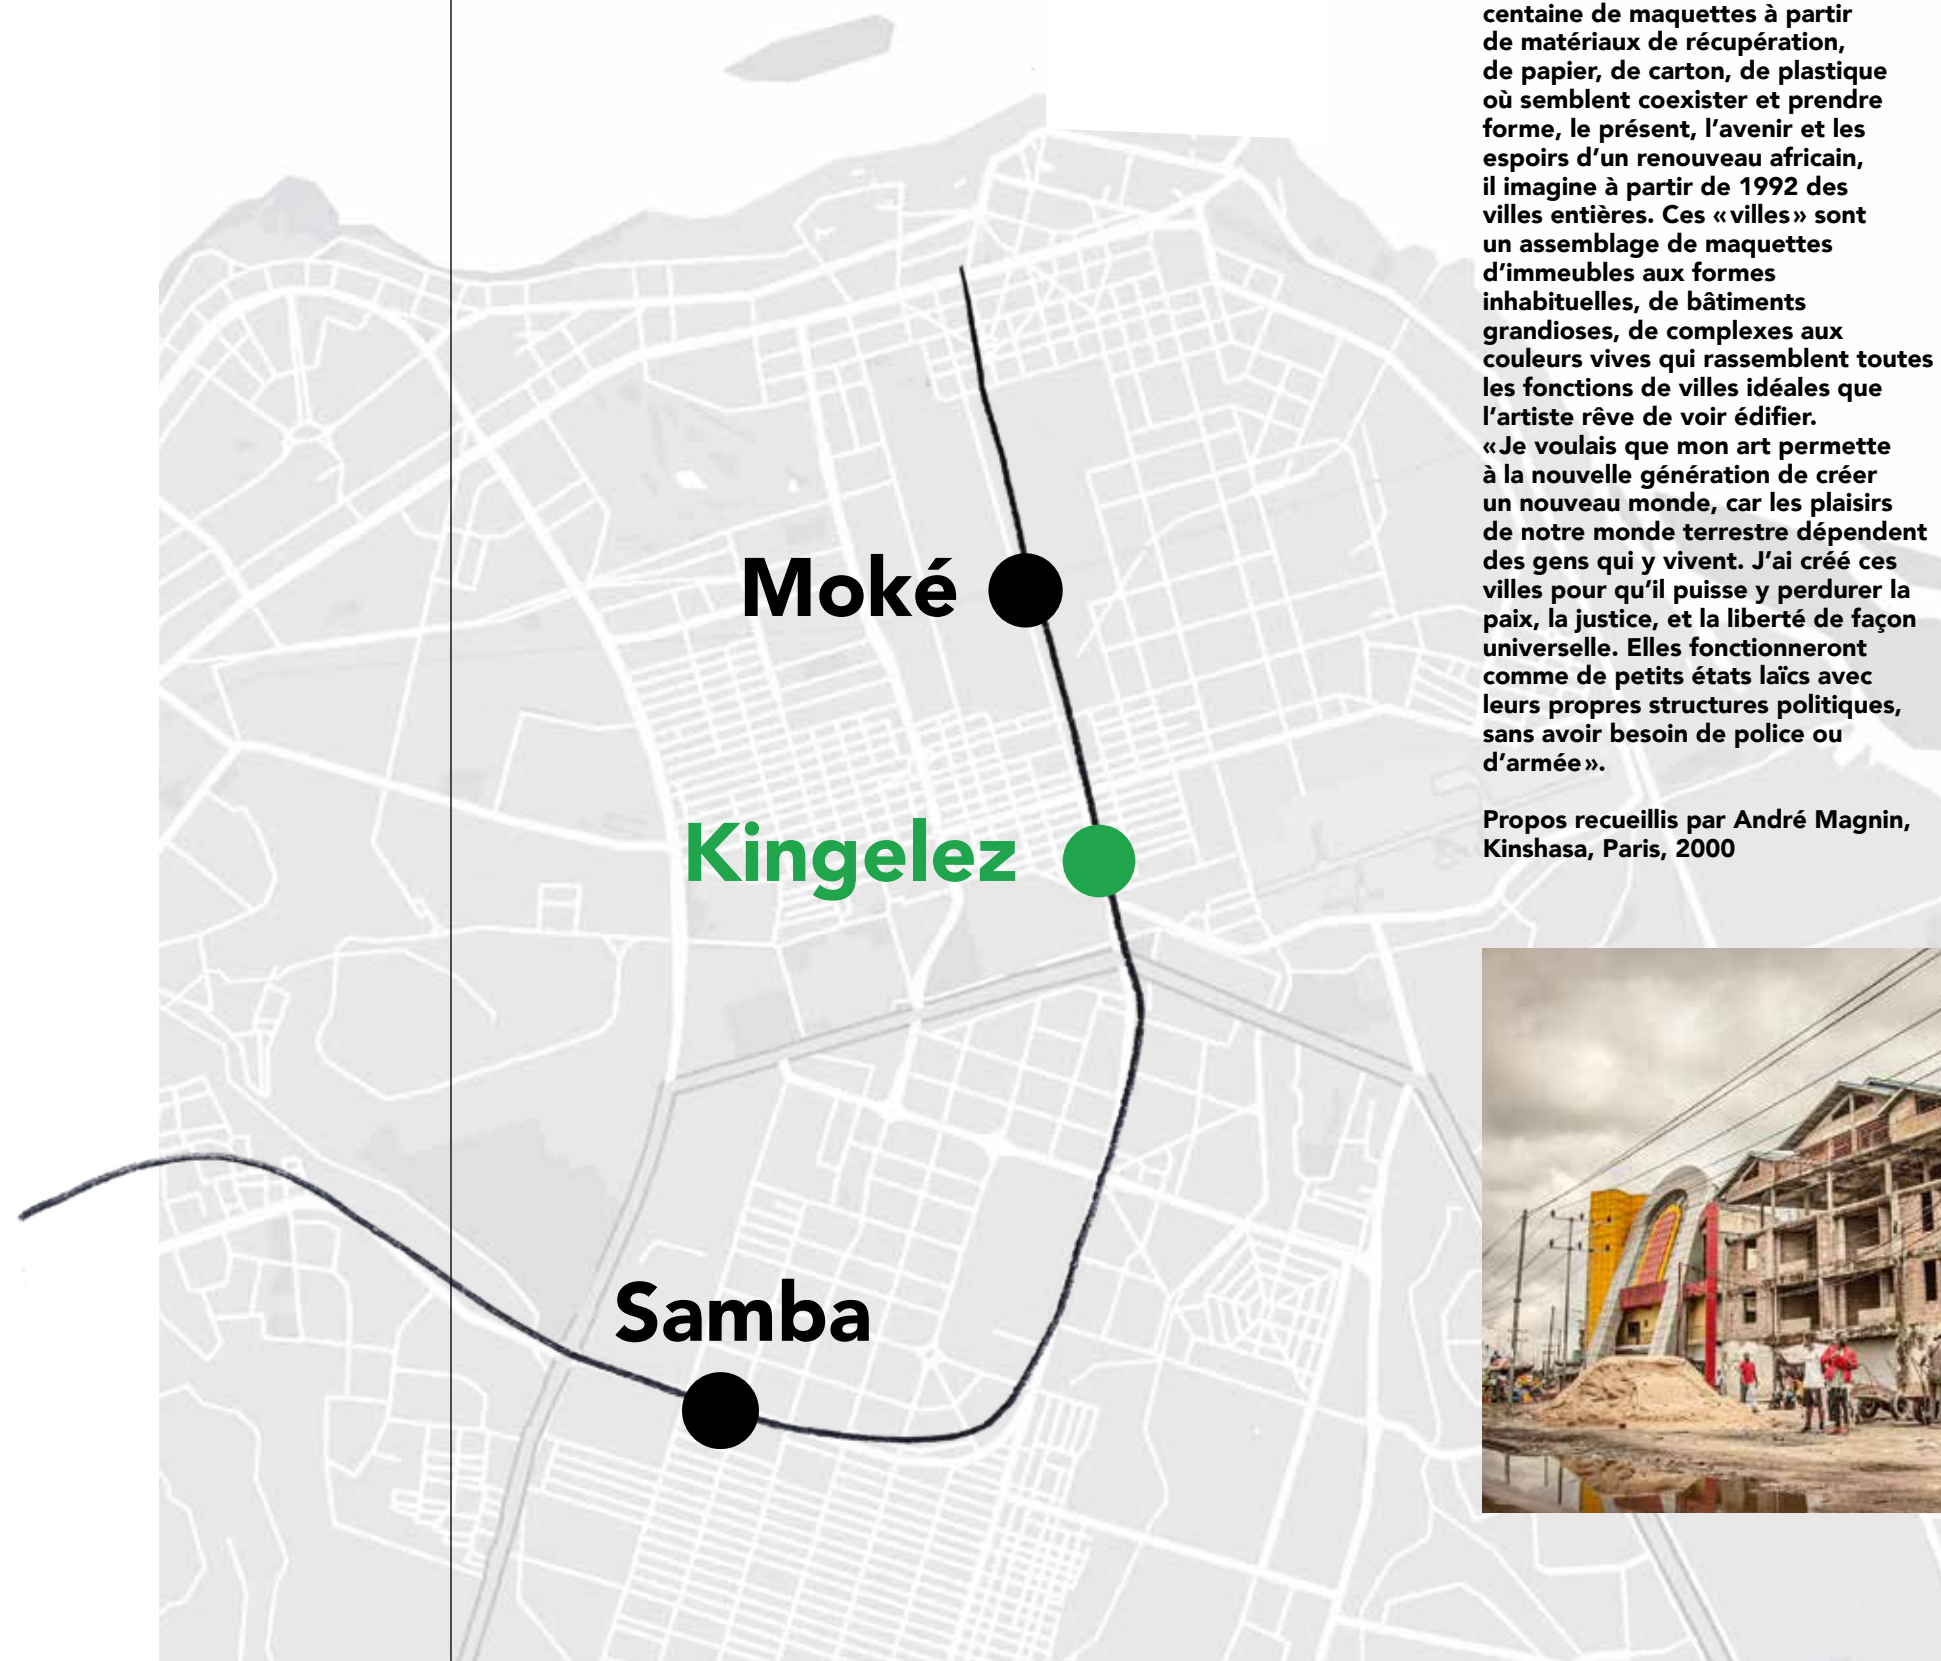 centaine de maquettes à partir
de matériaux de récupération,
de papier, de carton, de plastique
où semblent coexister et prendre
forme, le présent, l’avenir et les
espoirs d’un renouveau africain,
il imagine à partir de 1992 des
villes entières. Ces «villes» sont
un assemblage de maquettes
d’immeubles aux formes
inhabituelles, de bâtiments
grandioses, de complexes aux
couleurs vives qui rassemblent toutes
les fonctions de villes idéales que
l’artiste rêve de voir édifier.
«Je voulais que mon art permette
à la nouvelle génération de créer
un nouveau monde, car les plaisirs
de notre monde terrestre dépendent
des gens qui y vivent. J’ai créé ces
villes pour qu’il puisse y perdurer la
paix, la justice, et la liberté de façon
universelle. Elles fonctionneront
comme de petits états laïcs avec
leurs propres structures politiques,
sans avoir besoin de police ou
d’armée».
Propos recueillis par André Magnin,
Kinshasa, Paris, 2000
Moké
Kingelez
Samba